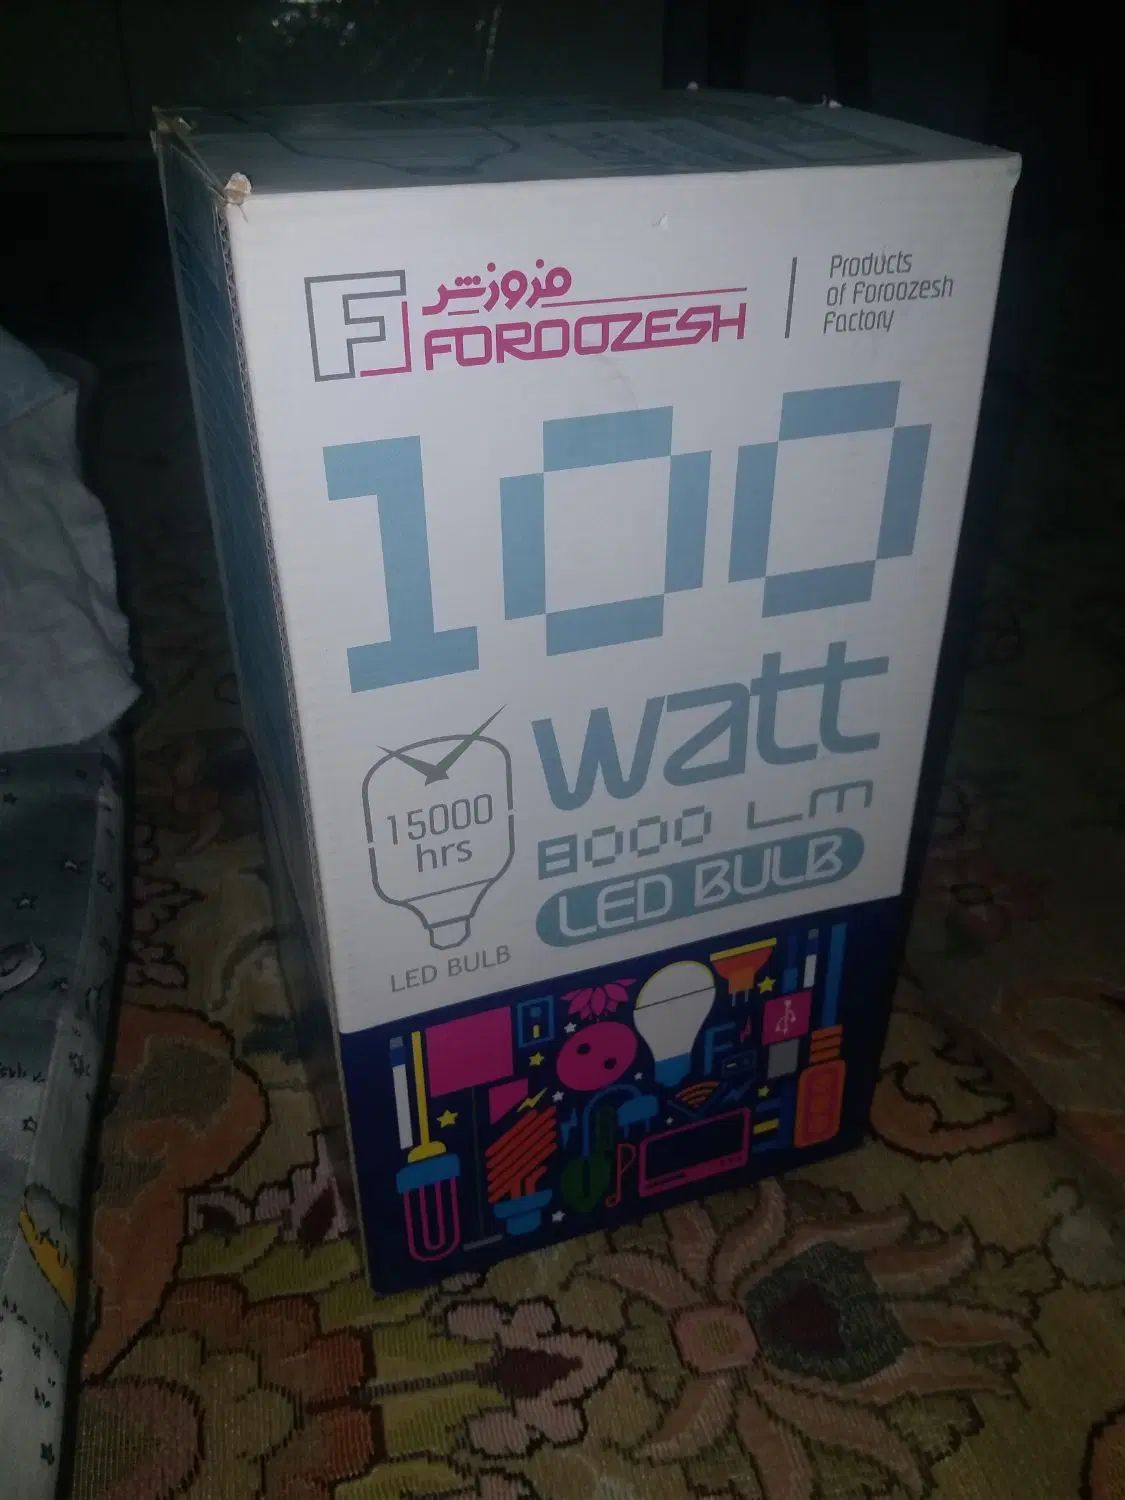 فروزش
FOROOZESH
Products
of Foroozesh
Factory
100
watt
8000 Lm
LED BULB
15000
hrs
LED BULB